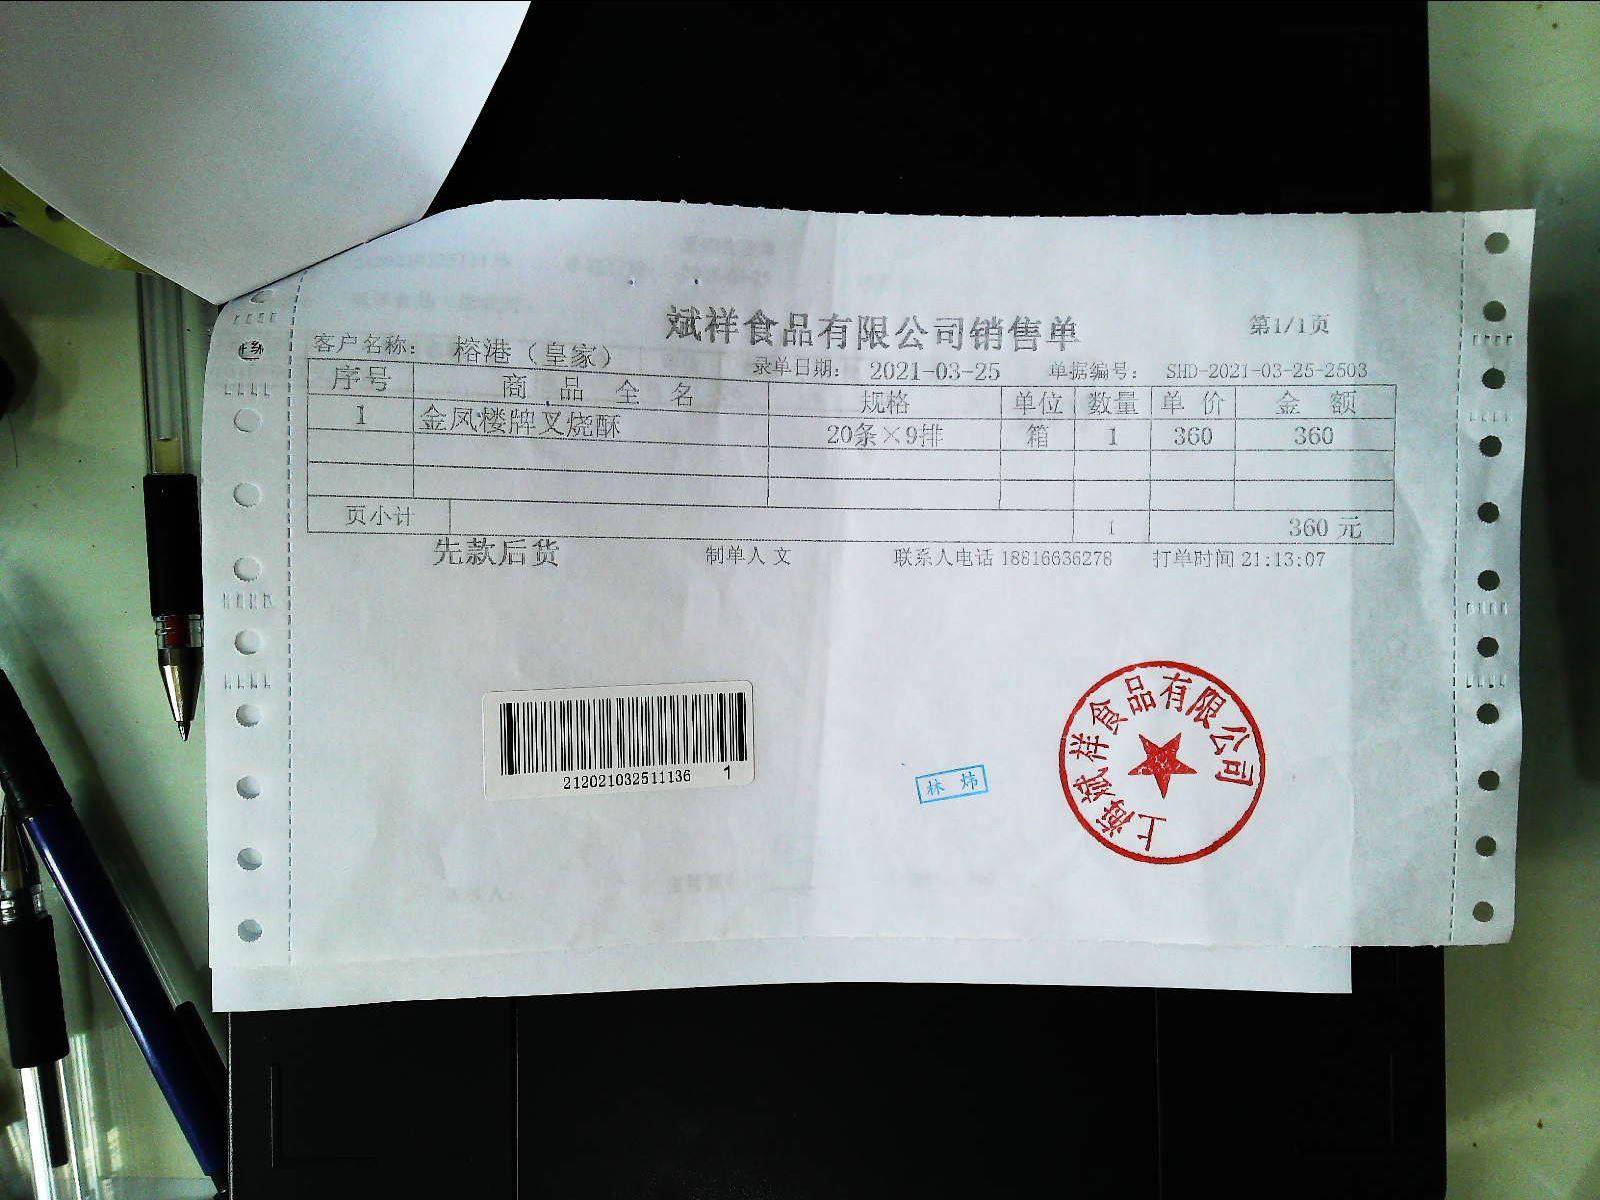 斌祥食品有限公司销售单
第1/1页
客户名称： 榕港（皇家） 录单日期： 2021-03-25 单据编号： SHD-2021-03-25-2503
序号 商品全名 规格 单位 数量 单价 金额
1 金凤楼牌叉烧酥 20条×9排 箱 1 360 360
页小计 1 360 元
先款后货 制单人 文 联系人电话 18816636278 打单时间 21:13:07
212021032511136 1
林炜
上海斌祥食品有限公司